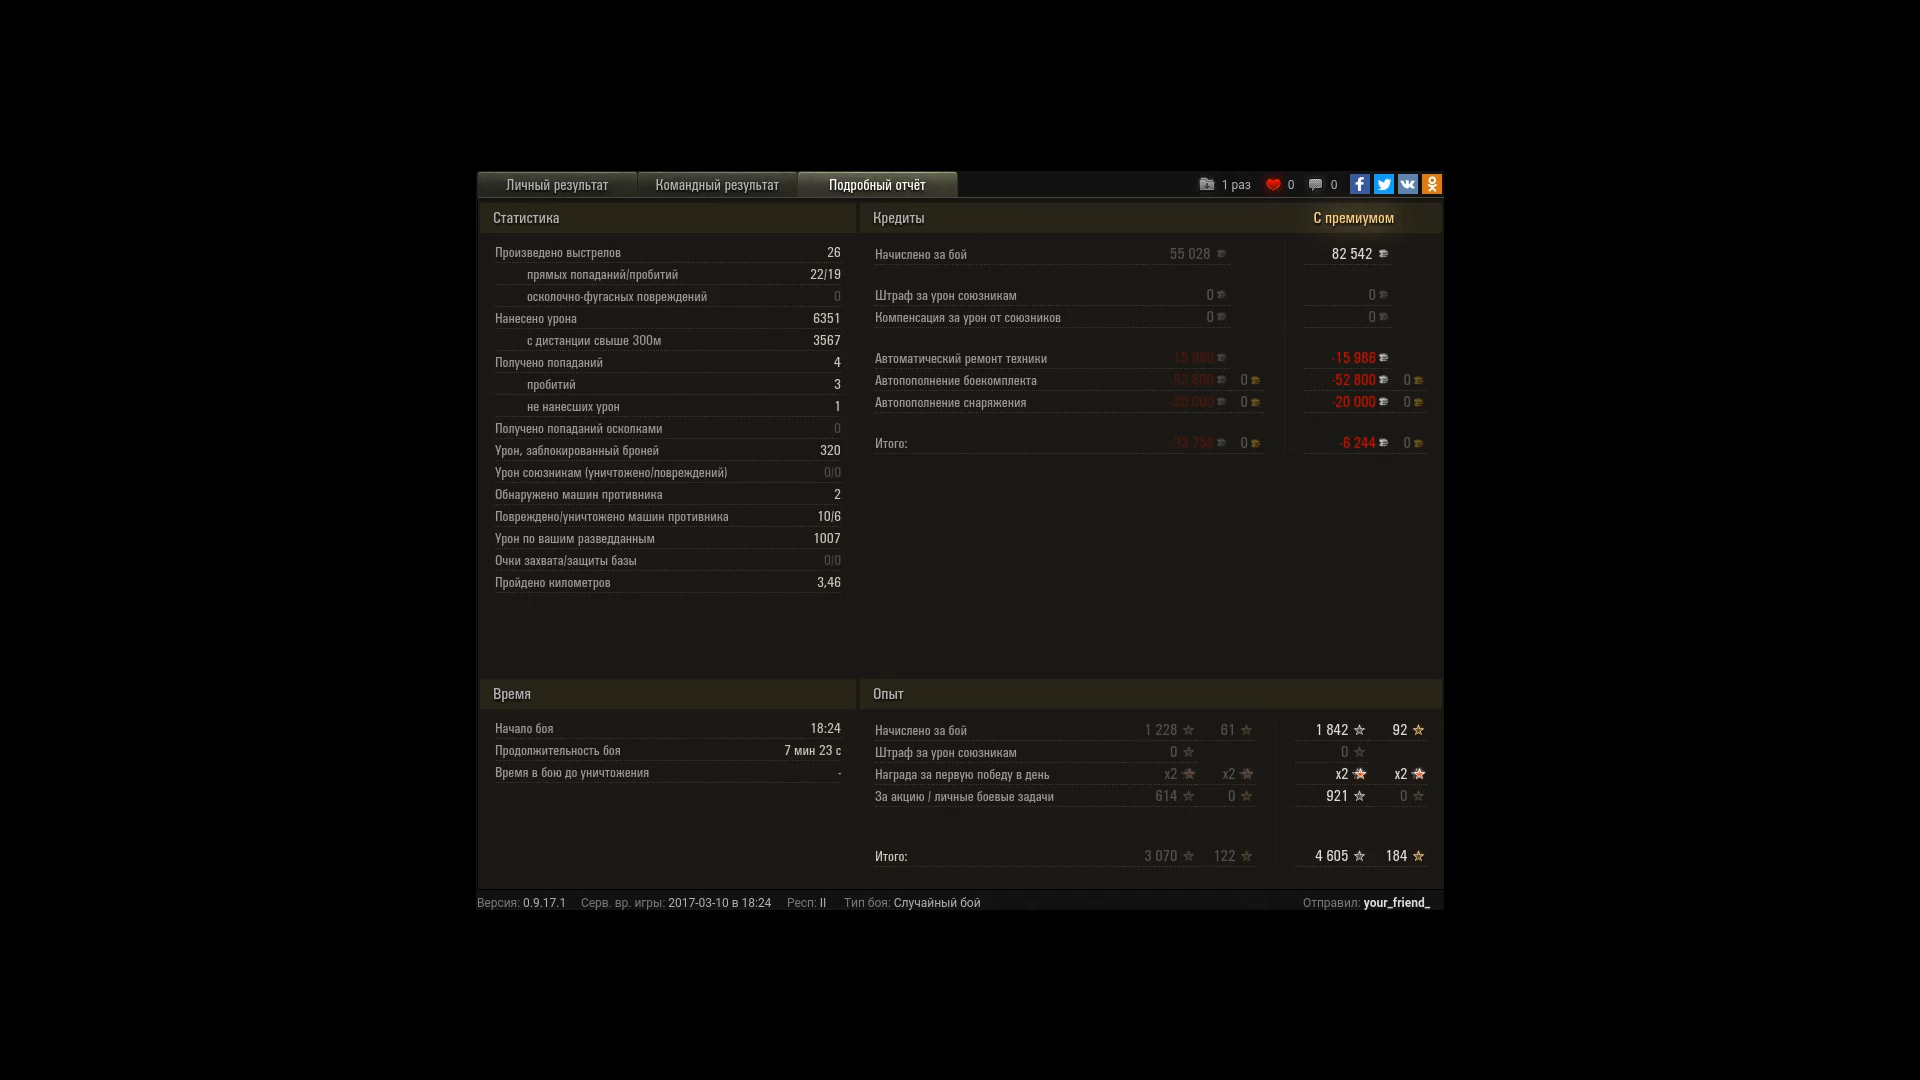 Личный результат Командный результат Подробный отчёт 1 раз 0 0
Статистика
Произведено выстрелов 26
прямых попаданий/пробитий 22/19
осколочно-фугасных повреждений 0
Нанесено урона 6351
с дистанции свыше 300м 3567
Получено попаданий 4
пробитий 3
не нанесших урон 1
Получено попаданий осколками 0
Урон, заблокированный броней 320
Урон союзникам (уничтожено/повреждений) 0/0
Обнаружено машин противника 2
Повреждено/уничтожено машин противника 10/6
Урон по вашим разведданным 1007
Очки захвата/защиты базы 0/0
Пройдено километров 3,46
Кредиты С премиумом
Начислено за бой 55 028 82 542
Штраф за урон союзникам 0 0
Компенсация за урон от союзников 0 0
Автоматический ремонт техники -15 986 -15 986
Автопополнение боекомплекта -52 800 0 -52 800 0
Автопополнение снаряжения -20 000 0 -20 000 0
Итого: -33 758 0 -6 244 0
Время
Начало боя 18:24
Продолжительность боя 7 мин 23 с
Время в бою до уничтожения -
Опыт
Начислено за бой 1 228 61 1 842 92
Штраф за урон союзникам 0 0
Награда за первую победу в день x2 x2 x2 x2
За акцию / личные боевые задачи 614 0 921 0
Итого: 3 070 122 4 605 184
Версия: 0.9.17.1 Серв. вр. игры: 2017-03-10 в 18:24 Респ: II Тип боя: Случайный бой Отправил: your_friend_